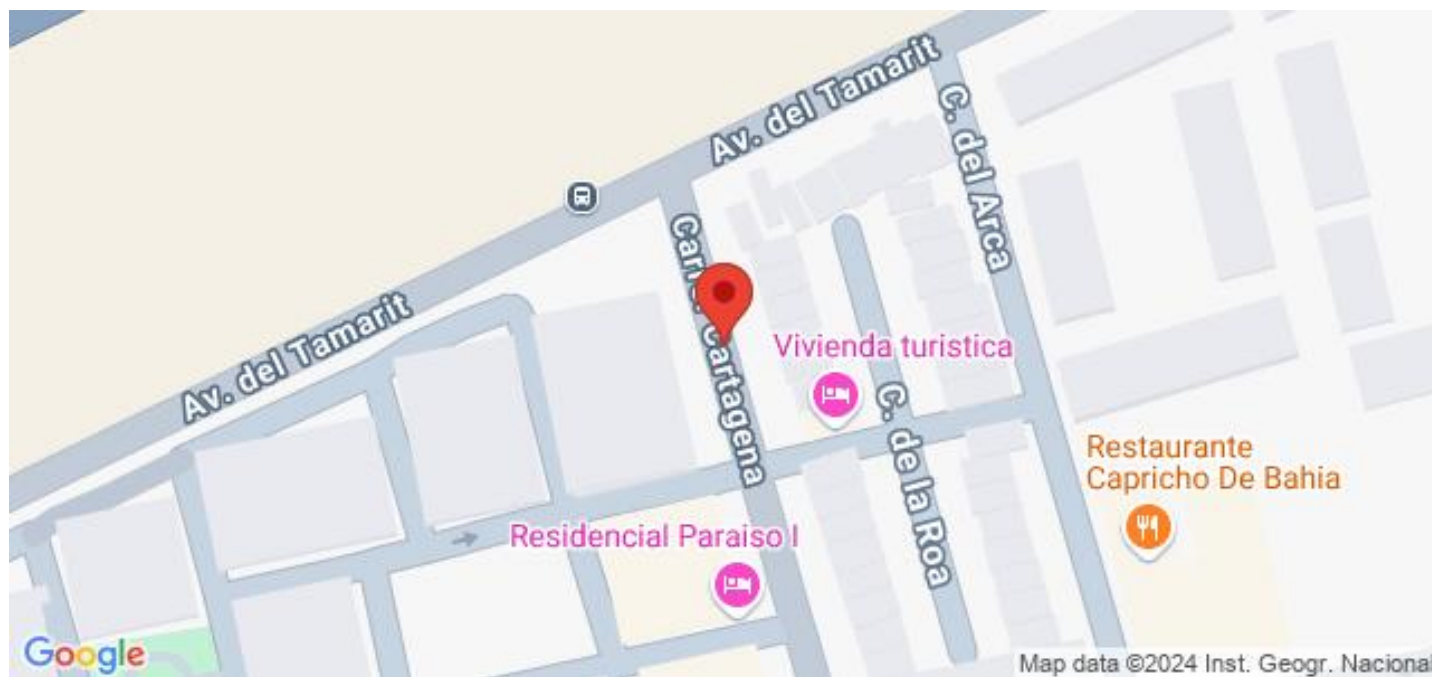 Av. del Tamarit
C. del Arca
Cartagena
Av. del Tamarit
Vivienda turistica
C. de la Roa
Restaurante
Capricho De Bahia
Residencial Paraiso I
Google
Map data ©2024 Inst. Geogr. Nacional